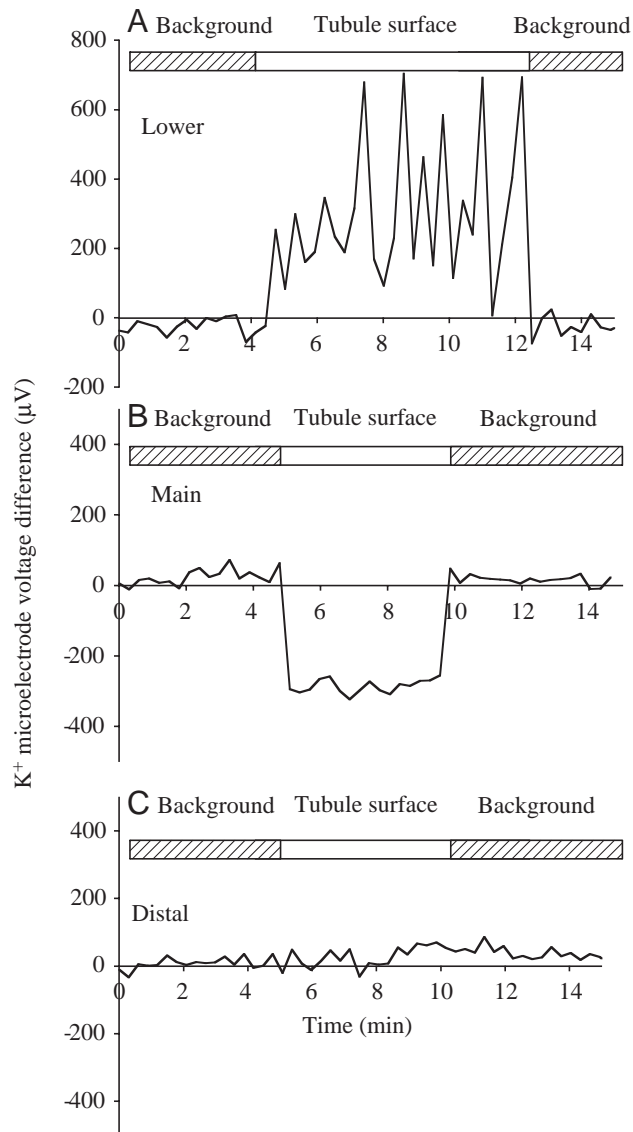 A
Background
Tubule surface
Background
800
600
Lower
400
200
0
0 2 4 6 8 10 12 14
-200
K+ microelectrode voltage difference (µV)
B
Background
Tubule surface
Background
400
Main
200
0
0 2 4 6 8 10 12 14
-200
-400
C
Background
Tubule surface
Background
400
200
Distal
0
0 2 4 6 8 10 12 14
Time (min)
-200
-400